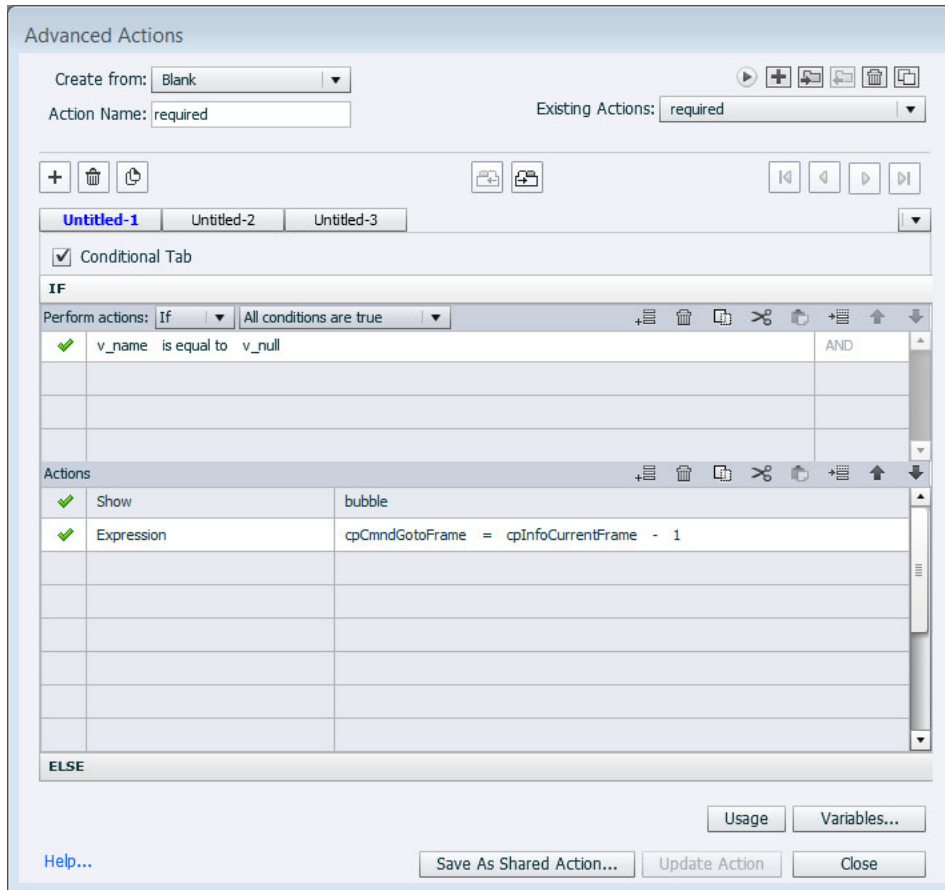 Advanced Actions
Create from: Blank
Action Name: required
Existing Actions: required
Untitled-1 Untitled-2 Untitled-3
Conditional Tab
IF
Perform actions: If All conditions are true
v_name is equal to v_null AND
Actions
Show bubble
Expression cpCmndGotoFrame = cpInfoCurrentFrame - 1
ELSE
Usage Variables...
Help... Save As Shared Action... Update Action Close